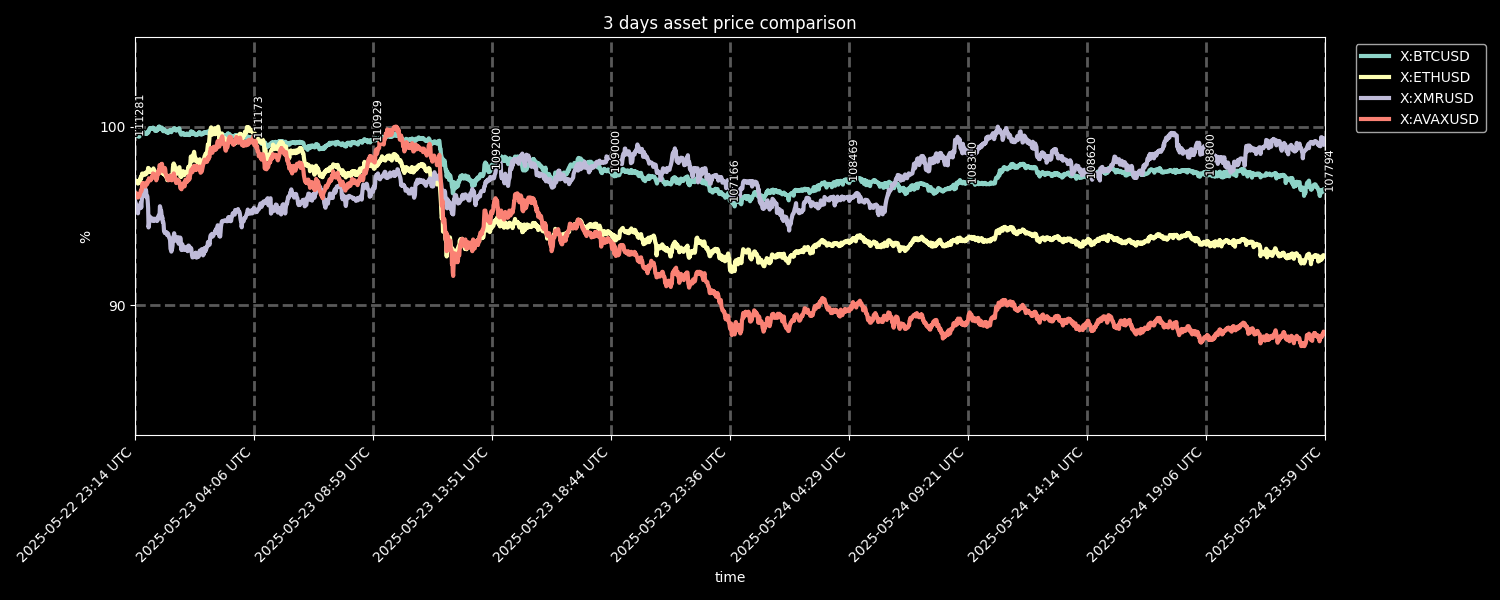 3 days asset price comparison
X:BTCUSD
X:ETHUSD
X:XMRUSD
X:AVAXUSD
%
100
90
111281
111173
110929
109200
109000
107166
108469
108310
108620
108800
107794
2025-05-22 23:14 UTC
2025-05-23 04:06 UTC
2025-05-23 08:59 UTC
2025-05-23 13:51 UTC
2025-05-23 18:44 UTC
2025-05-23 23:36 UTC
2025-05-24 04:29 UTC
2025-05-24 09:21 UTC
2025-05-24 14:14 UTC
2025-05-24 19:06 UTC
2025-05-24 23:59 UTC
time